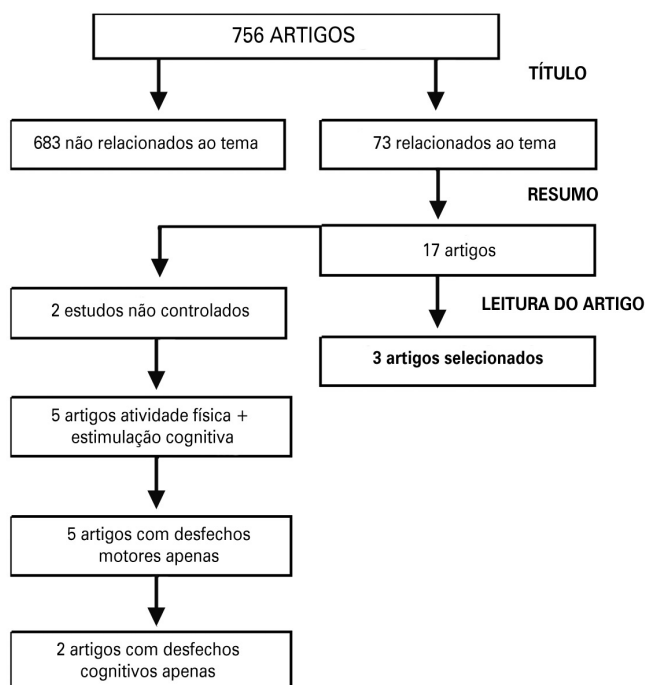 756 ARTIGOS
TÍTULO
683 não relacionados ao tema
73 relacionados ao tema
RESUMO
17 artigos
2 estudos não controlados
LEITURA DO ARTIGO
3 artigos selecionados
5 artigos atividade física +
estimulação cognitiva
5 artigos com desfechos
motores apenas
2 artigos com desfechos
cognitivos apenas